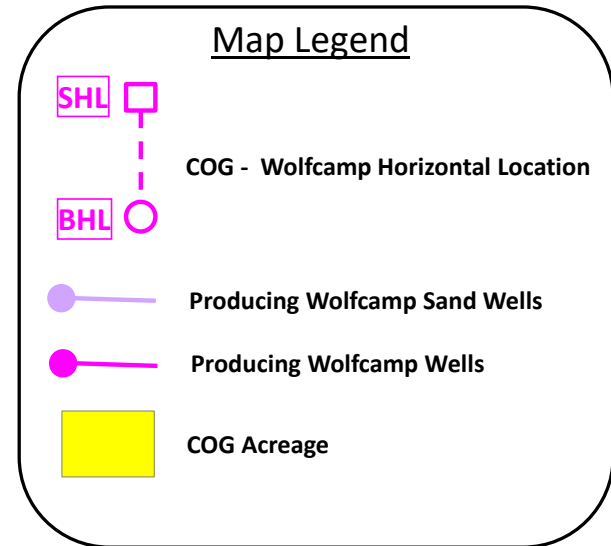 Map Legend
SHL
COG - Wolfcamp Horizontal Location
BHL
Producing Wolfcamp Sand Wells
Producing Wolfcamp Wells
COG Acreage